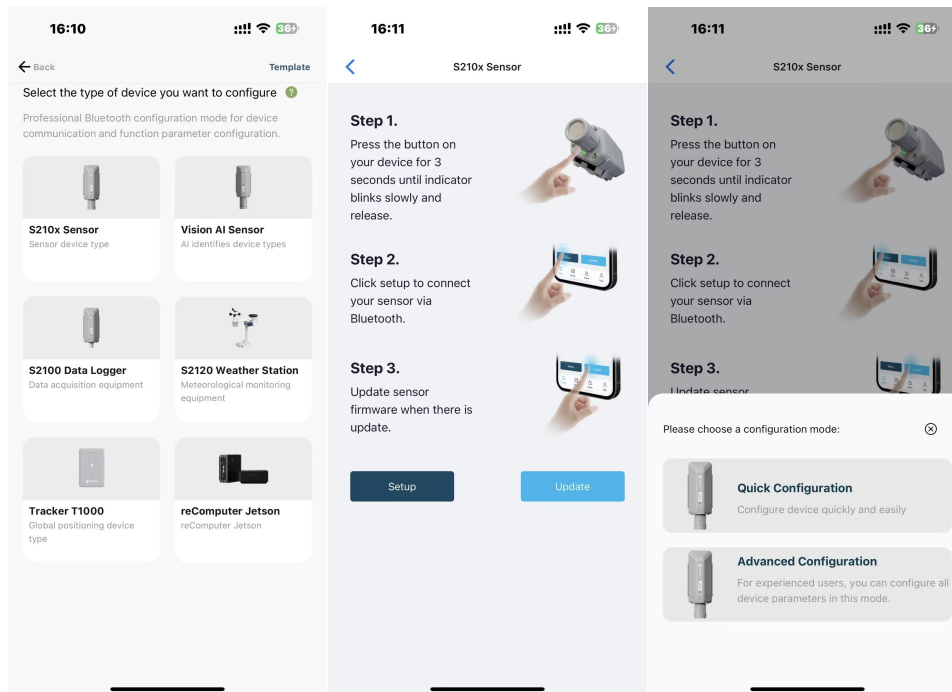 16:10
36
Back
Template
Select the type of device you want to configure
?
Professional Bluetooth configuration mode for device
communication and function parameter configuration.
S210x Sensor
Sensor device type
Vision AI Sensor
AI identifies device types
S2100 Data Logger
Data acquisition equipment
S2120 Weather Station
Meteorological monitoring
equipment
Tracker T1000
Global positioning device
type
reComputer Jetson
reComputer Jetson
16:11
36
S210x Sensor
Step 1.
Press the button on
your device for 3
seconds until indicator
blinks slowly and
release.
Step 2.
Click setup to connect
your sensor via
Bluetooth.
Step 3.
Update sensor
firmware when there is
update.
Setup
Update
16:11
36
S210x Sensor
Step 1.
Press the button on
your device for 3
seconds until indicator
blinks slowly and
release.
Step 2.
Click setup to connect
your sensor via
Bluetooth.
Step 3.
Update sensor
Please choose a configuration mode:
Quick Configuration
Configure device quickly and easily
Advanced Configuration
For experienced users, you can configure all
device parameters in this mode.